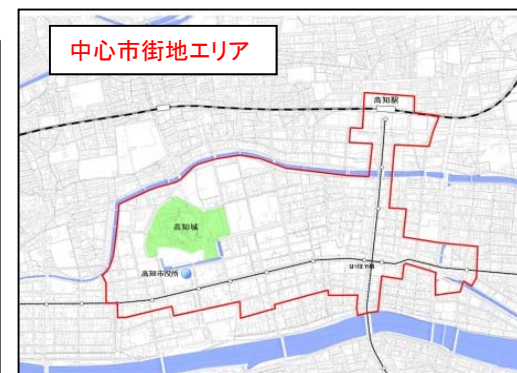 中心市街地エリア
高知駅
高知城
高知市役所
はりまや橋